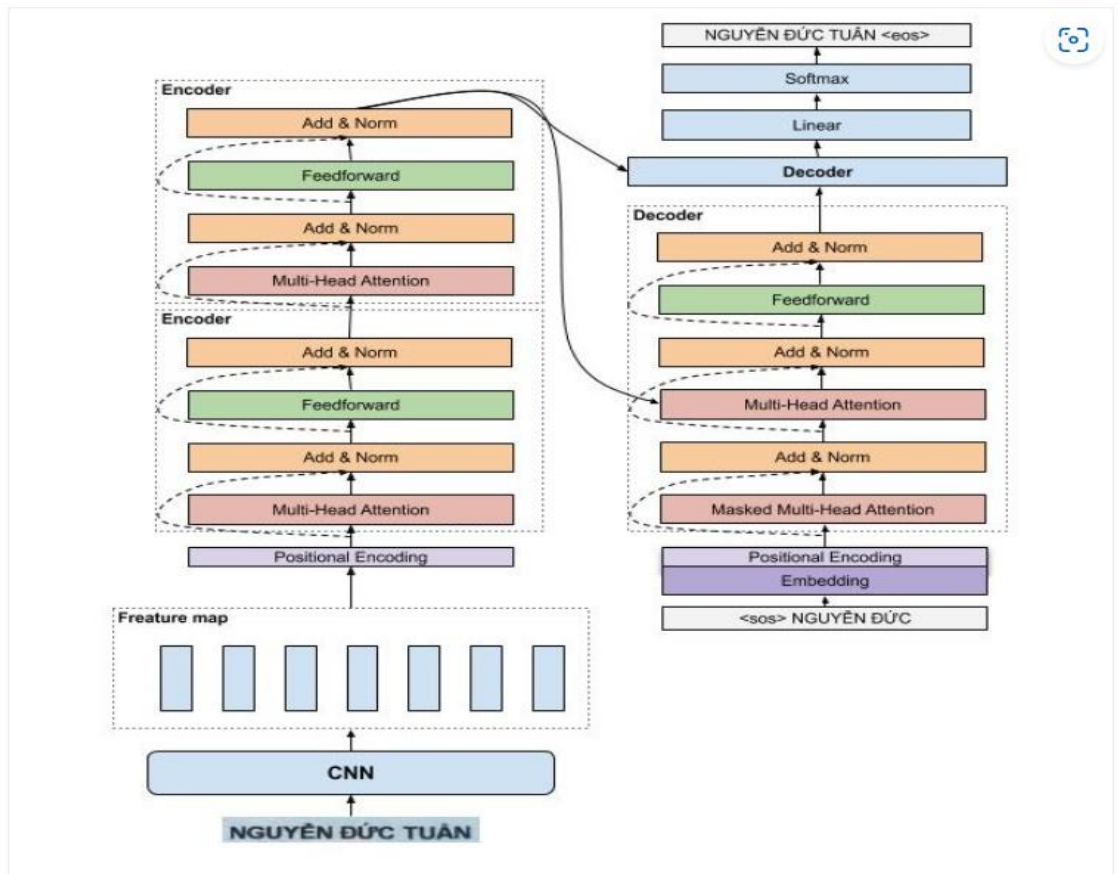 NGUYỄN ĐỨC TUÂN <eos>
Softmax
Linear
Decoder
Decoder
Add & Norm
Feedforward
Add & Norm
Multi-Head Attention
Add & Norm
Masked Multi-Head Attention
Positional Encoding
Embedding
<sos> NGUYỄN ĐỨC
Encoder
Add & Norm
Feedforward
Add & Norm
Multi-Head Attention
Encoder
Add & Norm
Feedforward
Add & Norm
Multi-Head Attention
Positional Encoding
Freature map
CNN
NGUYỄN ĐỨC TUÂN